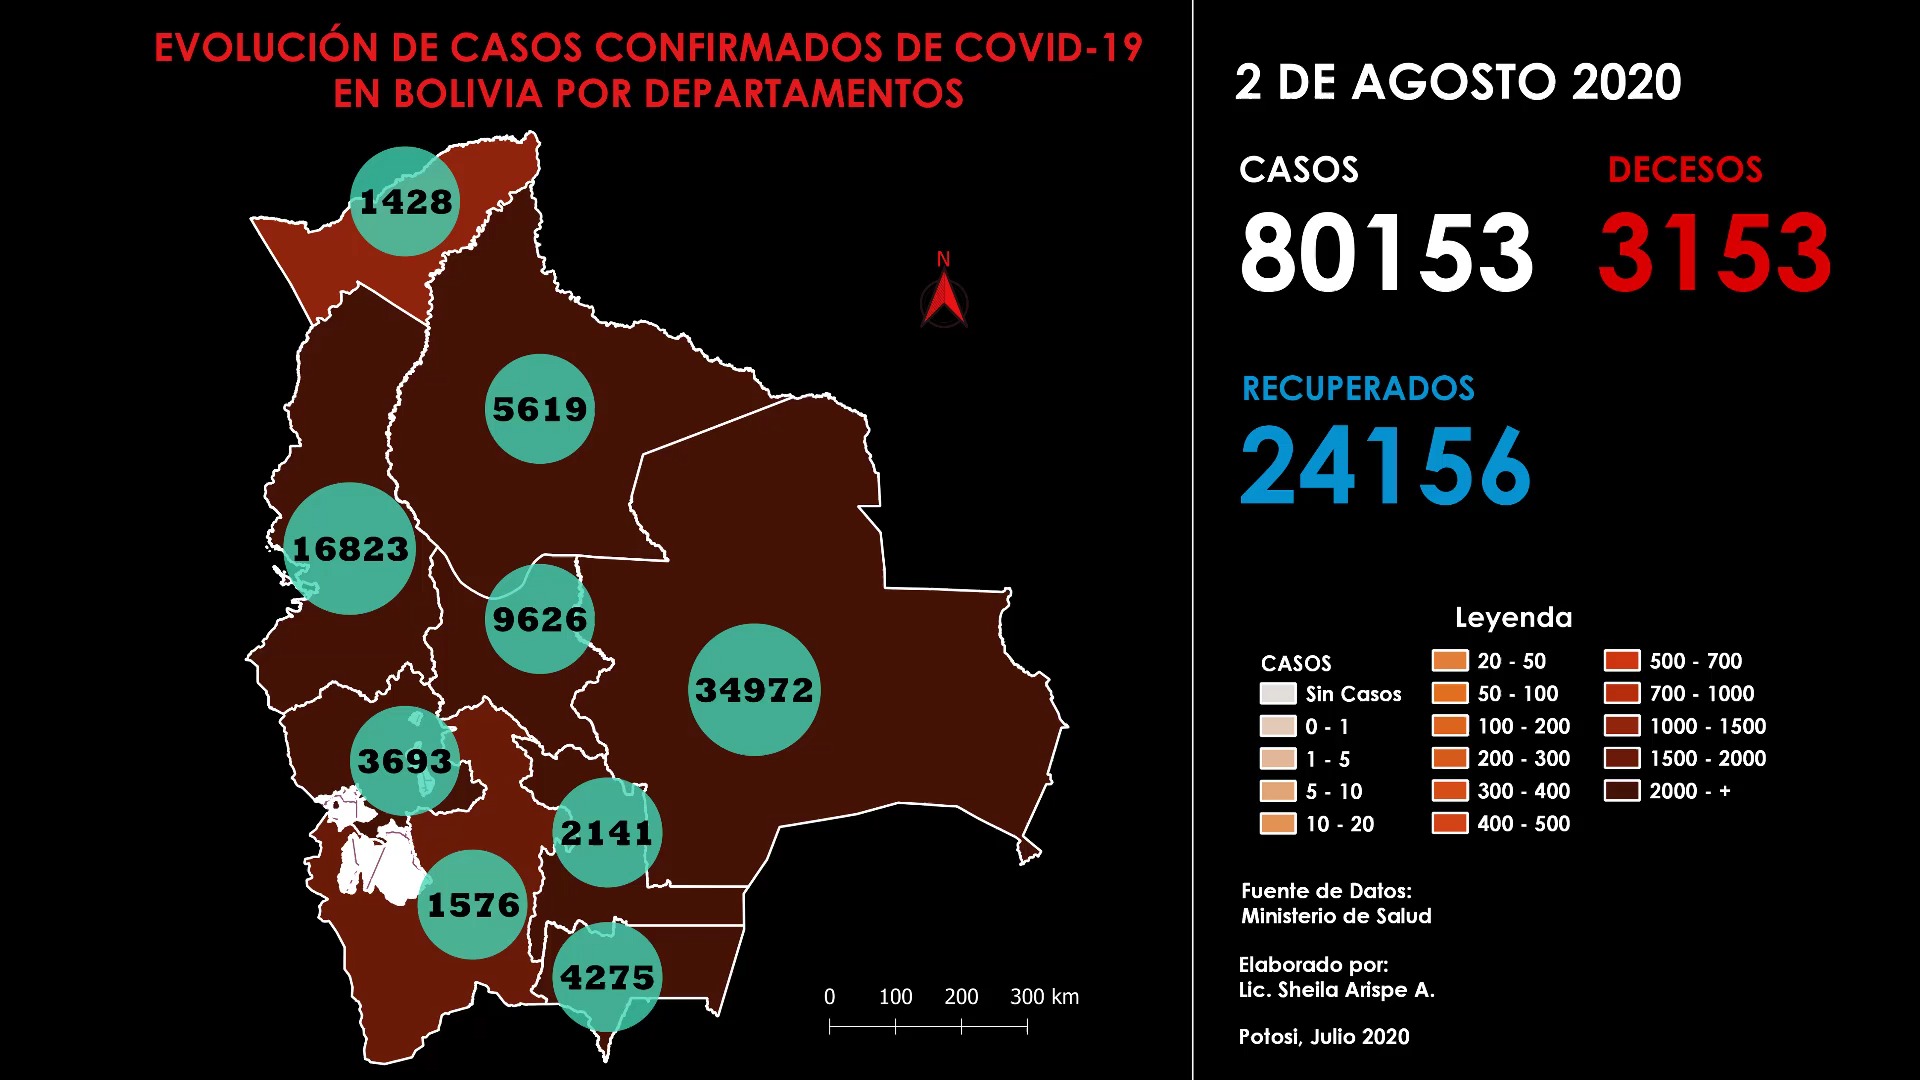 EVOLUCIÓN DE CASOS CONFIRMADOS DE COVID-19
EN BOLIVIA POR DEPARTAMENTOS
1428
5619
16823
9626
34972
3693
2141
1576
4275
N
0 100 200 300 km
2 DE AGOSTO 2020
CASOS
80153
DECESOS
3153
RECUPERADOS
24156
Leyenda
CASOS
Sin Casos
0 - 1
1 - 5
5 - 10
10 - 20
20 - 50
50 - 100
100 - 200
200 - 300
300 - 400
400 - 500
500 - 700
700 - 1000
1000 - 1500
1500 - 2000
2000 - +
Fuente de Datos:
Ministerio de Salud
Elaborado por:
Lic. Sheila Arispe A.
Potosi, Julio 2020